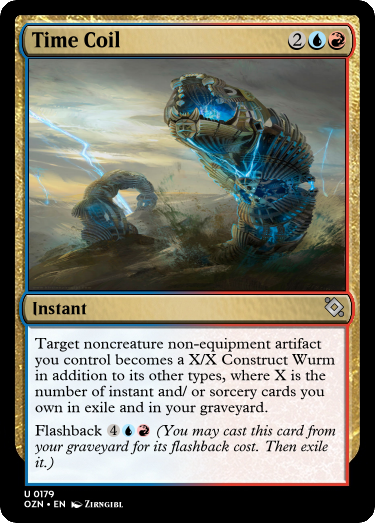 Time Coil 2
Instant
Target noncreature non-equipment artifact
you control becomes a X/X Construct Wurm
in addition to its other types, where X is the
number of instant and/ or sorcery cards you
own in exile and in your graveyard.
Flashback 4 (You may cast this card from
your graveyard for its flashback cost. Then exile
it.)
U 0179
OZN • EN Zirngibl